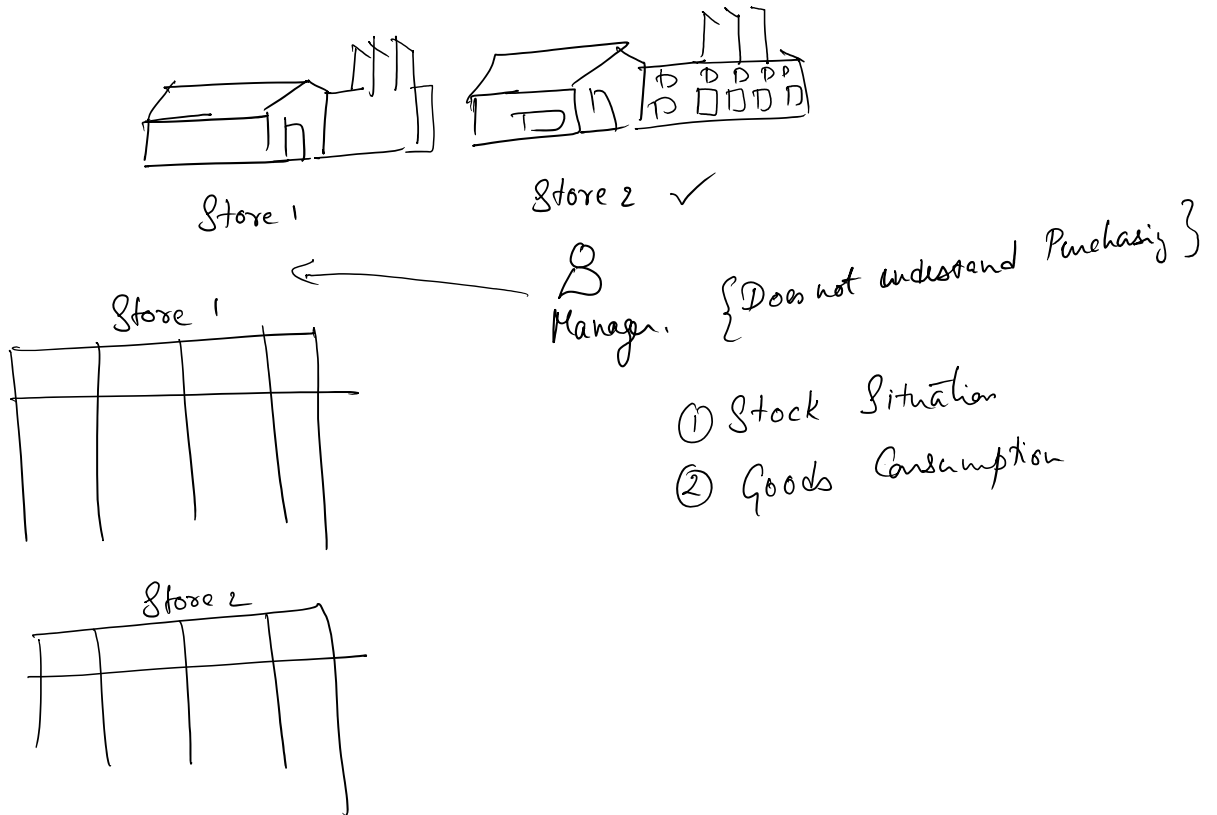 Store 1
Store 2 ✓
Manager.
{Does not understand Purchasing}
Store 1
① Stock Situation
② Goods Consumption
Store 2